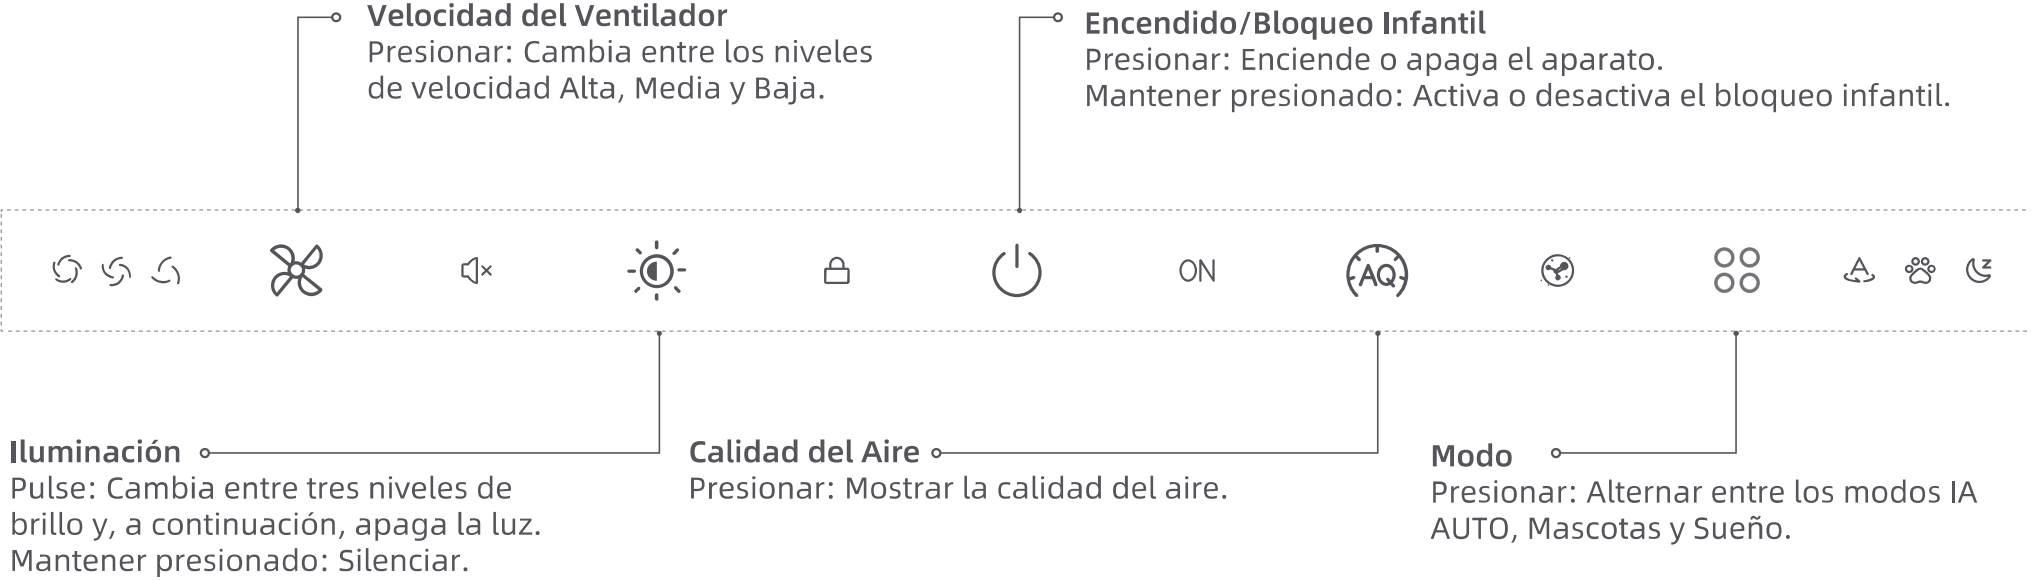 Velocidad del Ventilador
Presionar: Cambia entre los niveles
de velocidad Alta, Media y Baja.
Encendido/Bloqueo Infantil
Presionar: Enciende o apaga el aparato.
Mantener presionado: Activa o desactiva el bloqueo infantil.
AQ ON A z
Iluminación
Pulse: Cambia entre tres niveles de
brillo y, a continuación, apaga la luz.
Mantener presionado: Silenciar.
Calidad del Aire
Presionar: Mostrar la calidad del aire.
Modo
Presionar: Alternar entre los modos IA
AUTO, Mascotas y Sueño.